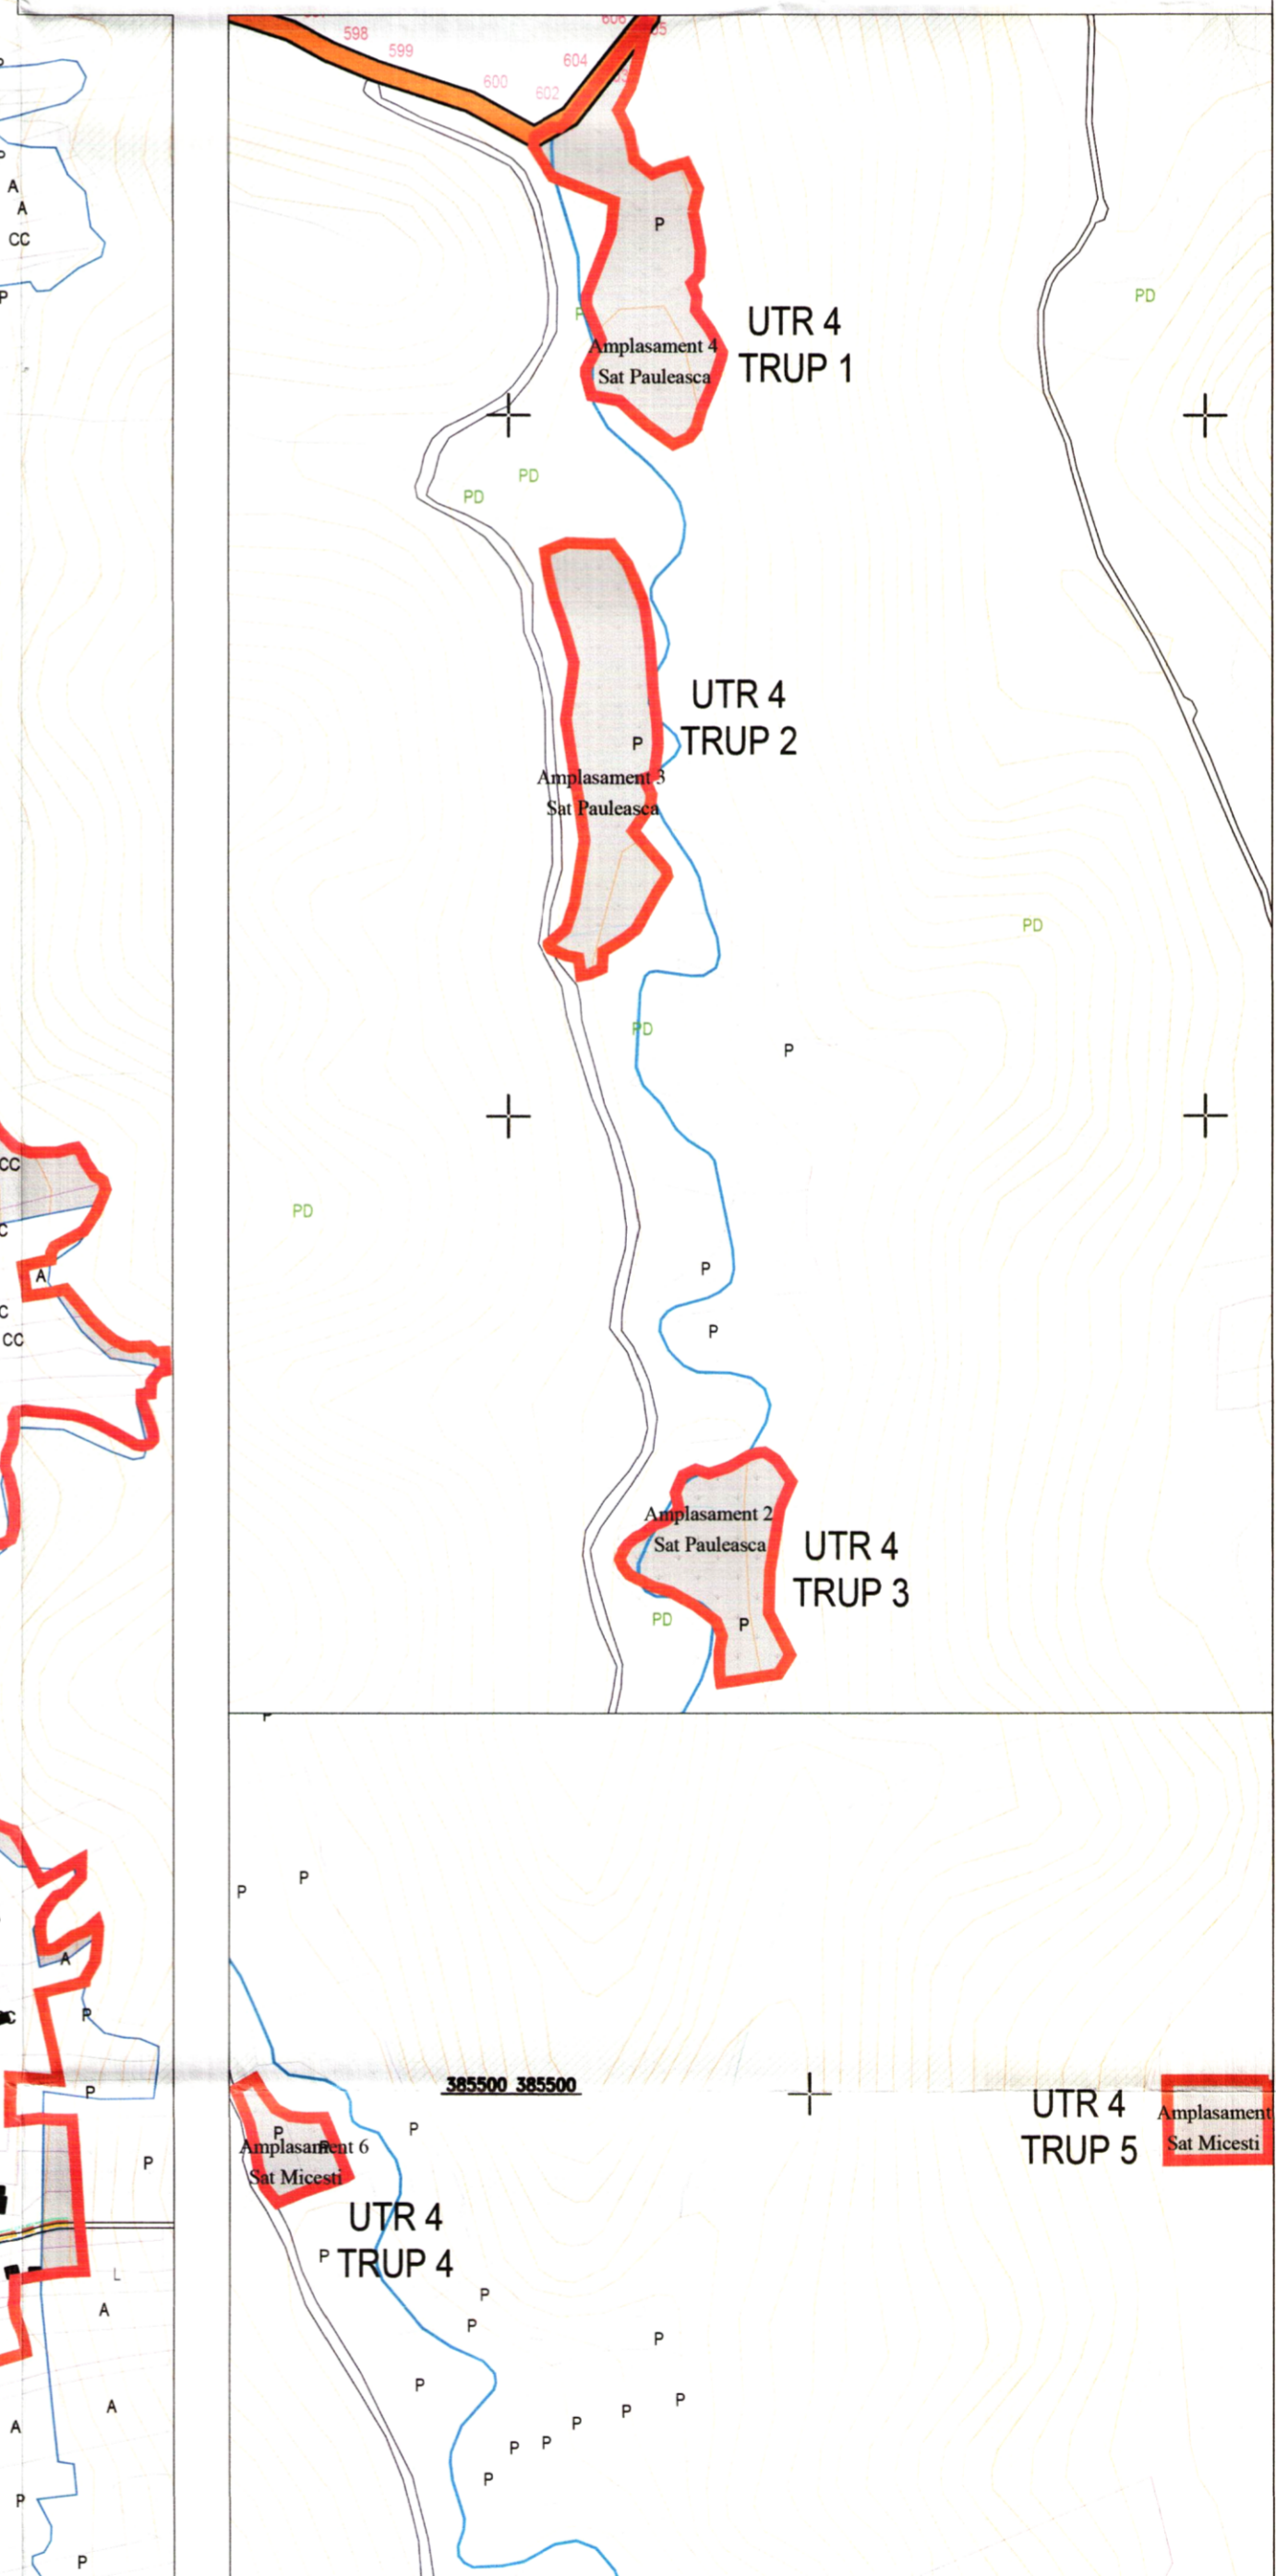 598
599
600
602
604
606
P
A
A
CC
P
P
PD
UTR 4
TRUP 1
Amplasament 4
Sat Pauleasca
PD
PD
UTR 4
TRUP 2
P
Amplasament 3
Sat Pauleasca
PD
PD
P
CC
PD
A
CC
P
P
Amplasament 2
Sat Pauleasca
UTR 4
TRUP 3
PD
P
P
P
A
P
P
385500 385500
UTR 4
TRUP 5
Amplasament
Sat Micesti
P
P
P
Amplasament 6
Sat Micesti
UTR 4
TRUP 4
P
L
A
P
P
P
P
P
A
P
P
A
P
P
P
P
P